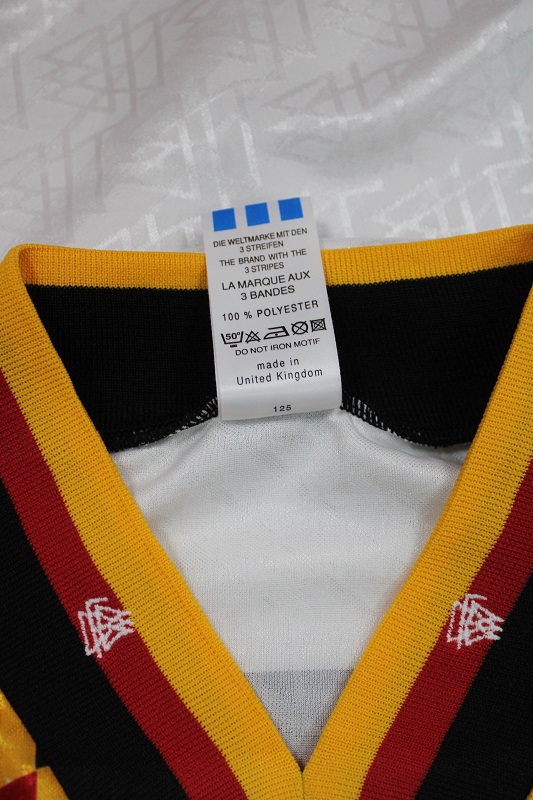 DIE WELTMARKE MIT DEN
3 STREIFEN
THE BRAND WITH THE
3 STRIPES
LA MARQUE AUX
3 BANDES
100 % POLYESTER
50°
DO NOT IRON MOTIF
made in
United Kingdom
125